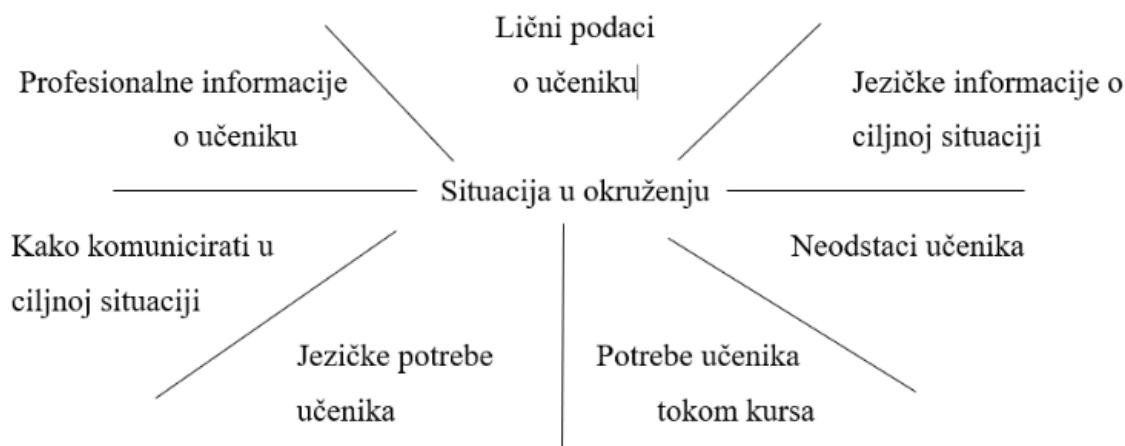 Lični podaci
o učeniku
Profesionalne informacije
o učeniku
Jezičke informacije o
ciljnoj situaciji
Situacija u okruženju
Kako komunicirati u
ciljnoj situaciji
Neodstaci učenika
Jezičke potrebe
učenika
Potrebe učenika
tokom kursa